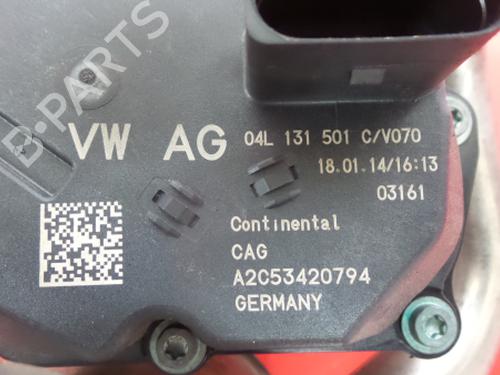 B-PARTS
VW AG 04L 131 501 C/V070
18.01.14/16:13
03161
Continental
CAG
A2C53420794
GERMANY